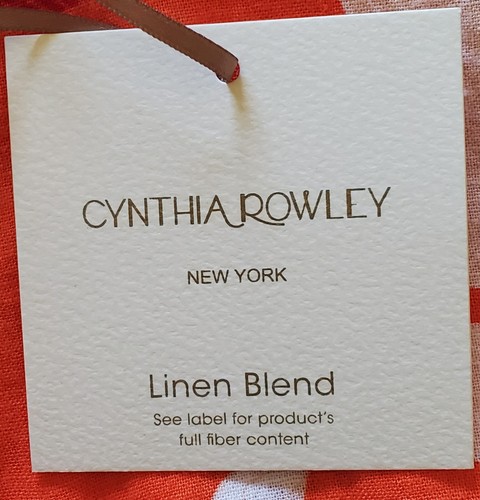 CYNTHIA ROWLEY
NEW YORK
Linen Blend
See label for product's
full fiber content